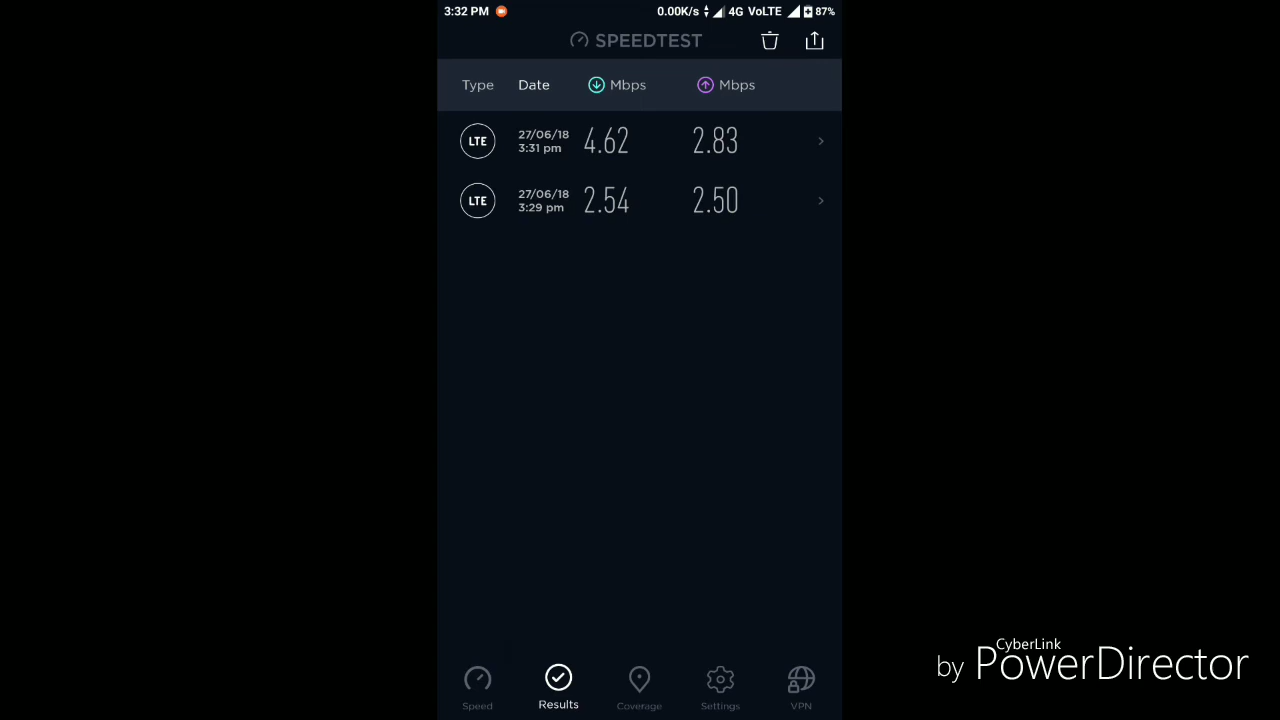 3:32 PM 0.00K/s 4G VoLTE 87%
SPEEDTEST
Type Date Mbps Mbps
LTE 27/06/18 3:31 pm 4.62 2.83
LTE 27/06/18 3:29 pm 2.54 2.50
Speed Results Coverage Settings VPN
CyberLink
by PowerDirector